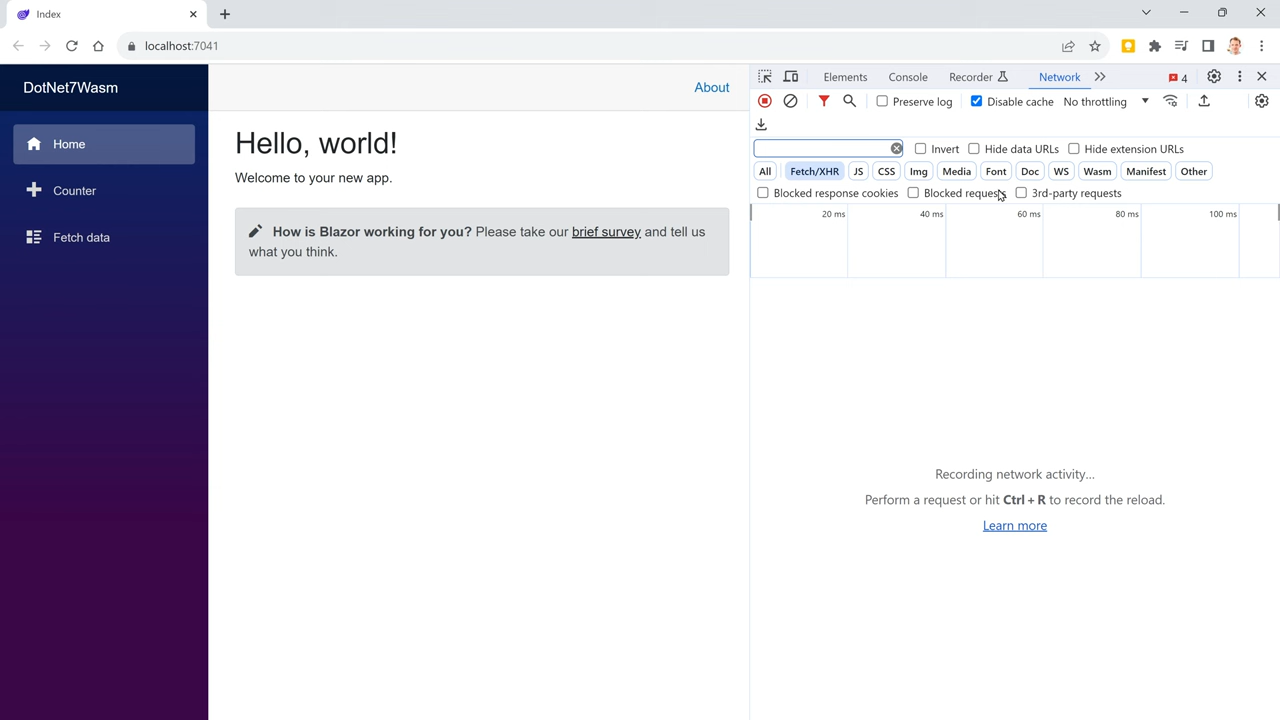 Index
localhost:7041
DotNet7Wasm
Home
Counter
Fetch data
About
Hello, world!
Welcome to your new app.
How is Blazor working for you? Please take our brief survey and tell us
what you think.
Elements Console Recorder Network 4
Preserve log Disable cache No throttling
Invert Hide data URLs Hide extension URLs
All Fetch/XHR JS CSS Img Media Font Doc WS Wasm Manifest Other
Blocked response cookies Blocked requests 3rd-party requests
20 ms 40 ms 60 ms 80 ms 100 ms
Recording network activity...
Perform a request or hit Ctrl + R to record the reload.
Learn more